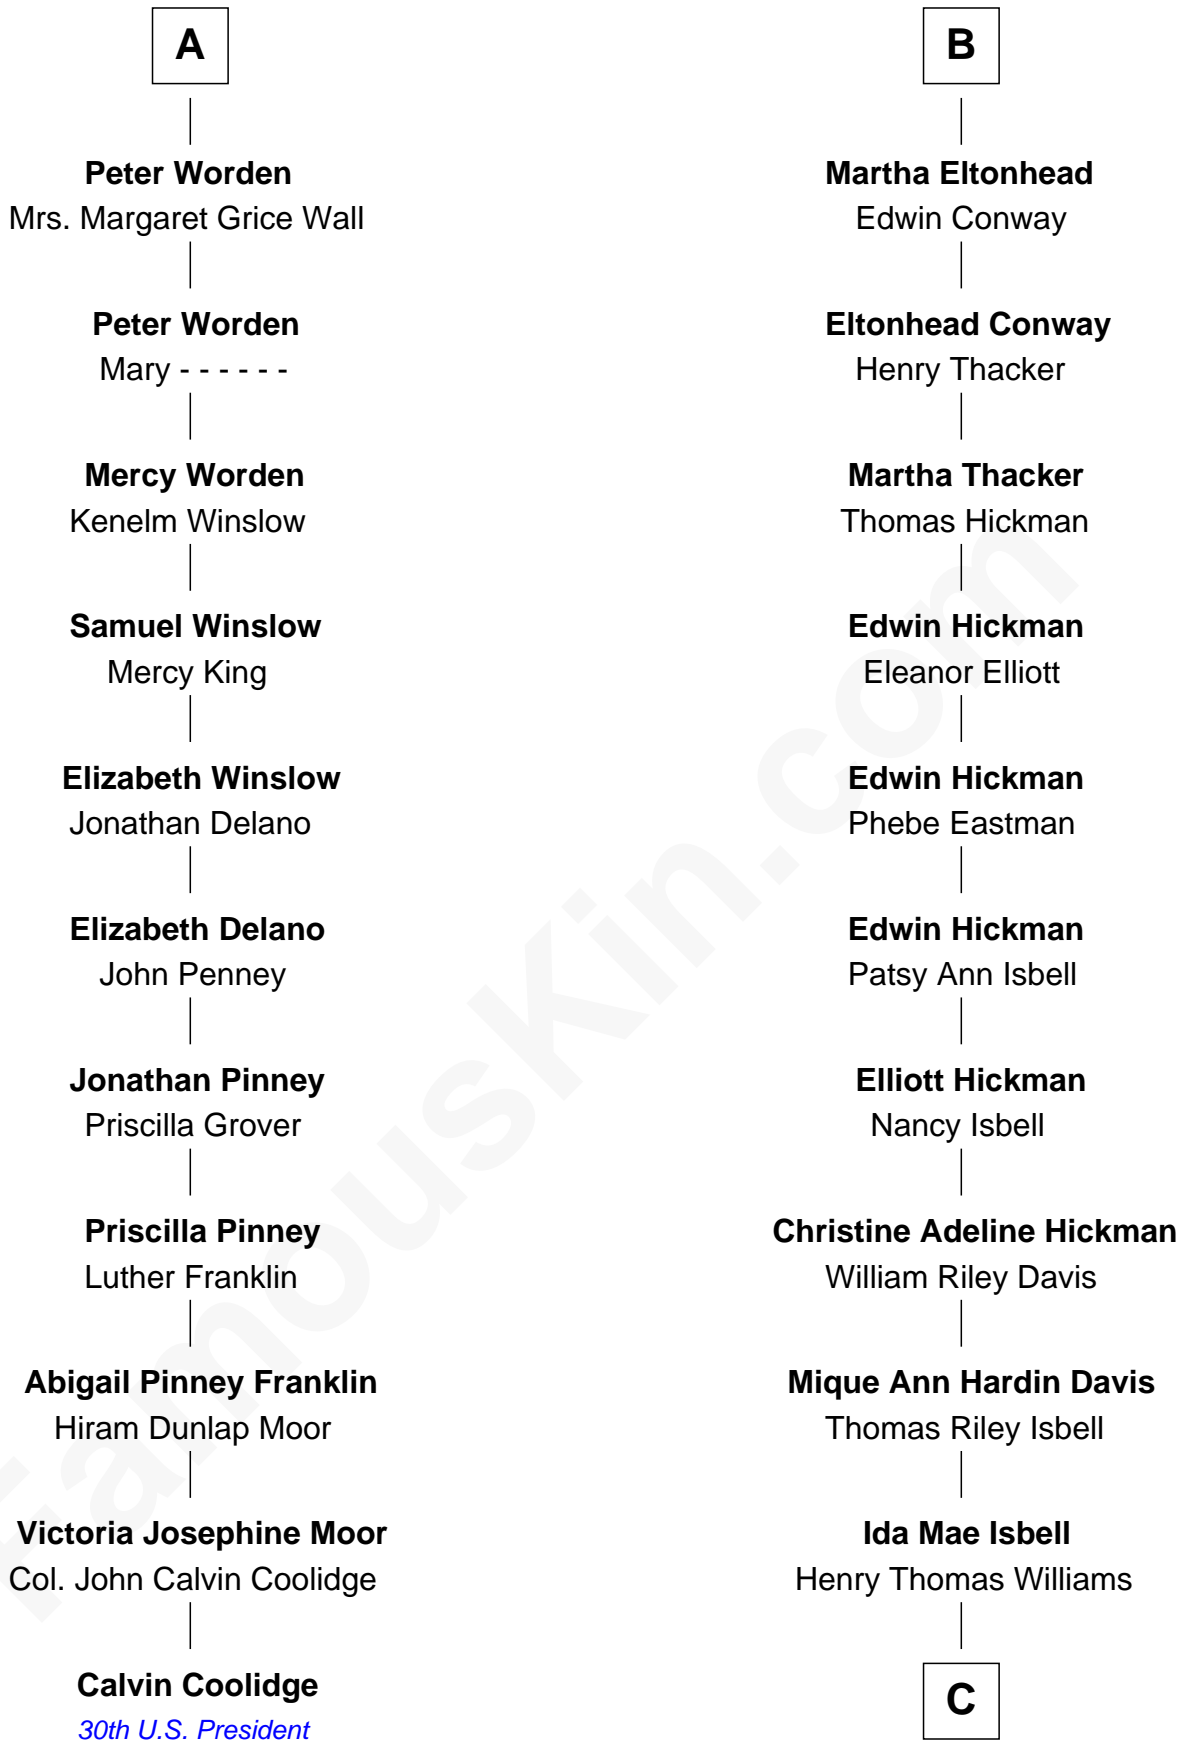 A
Peter Worden
Mrs. Margaret Grice Wall
Peter Worden
Mary - - - - - -
Mercy Worden
Kenelm Winslow
Samuel Winslow
Mercy King
Elizabeth Winslow
Jonathan Delano
Elizabeth Delano
John Penney
Jonathan Pinney
Priscilla Grover
Priscilla Pinney
Luther Franklin
Abigail Pinney Franklin
Hiram Dunlap Moor
Victoria Josephine Moor
Col. John Calvin Coolidge
Calvin Coolidge
30th U.S. President
B
Martha Eltonhead
Edwin Conway
Eltonhead Conway
Henry Thacker
Martha Thacker
Thomas Hickman
Edwin Hickman
Eleanor Elliott
Edwin Hickman
Phebe Eastman
Edwin Hickman
Patsy Ann Isbell
Elliott Hickman
Nancy Isbell
Christine Adeline Hickman
William Riley Davis
Mique Ann Hardin Davis
Thomas Riley Isbell
Ida Mae Isbell
Henry Thomas Williams
C
FamousKin.com